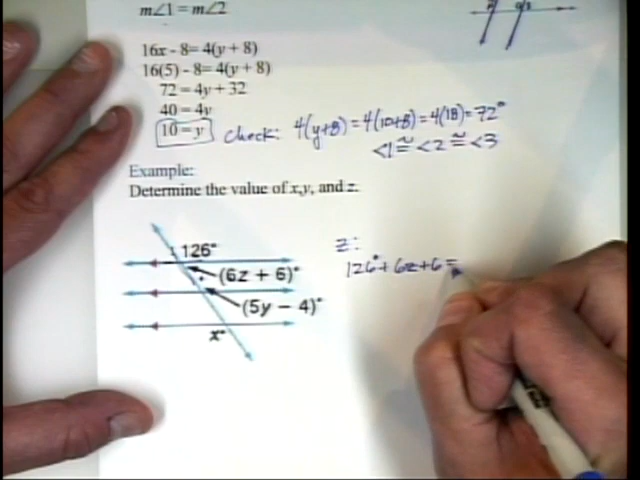 m∠1 = m∠2
16x - 8= 4(y + 8)
16(5) - 8= 4(y + 8)
72 = 4y + 32
40 = 4y
10 = y
check: 4(y+8) = 4(10+8) = 4(18) = 72°
<1 ≅ <2 ≅ <3
Example:
Determine the value of x,y, and z.
126°
(6z + 6)°
(5y − 4)°
x°
z:
126° + 6z + 6 =